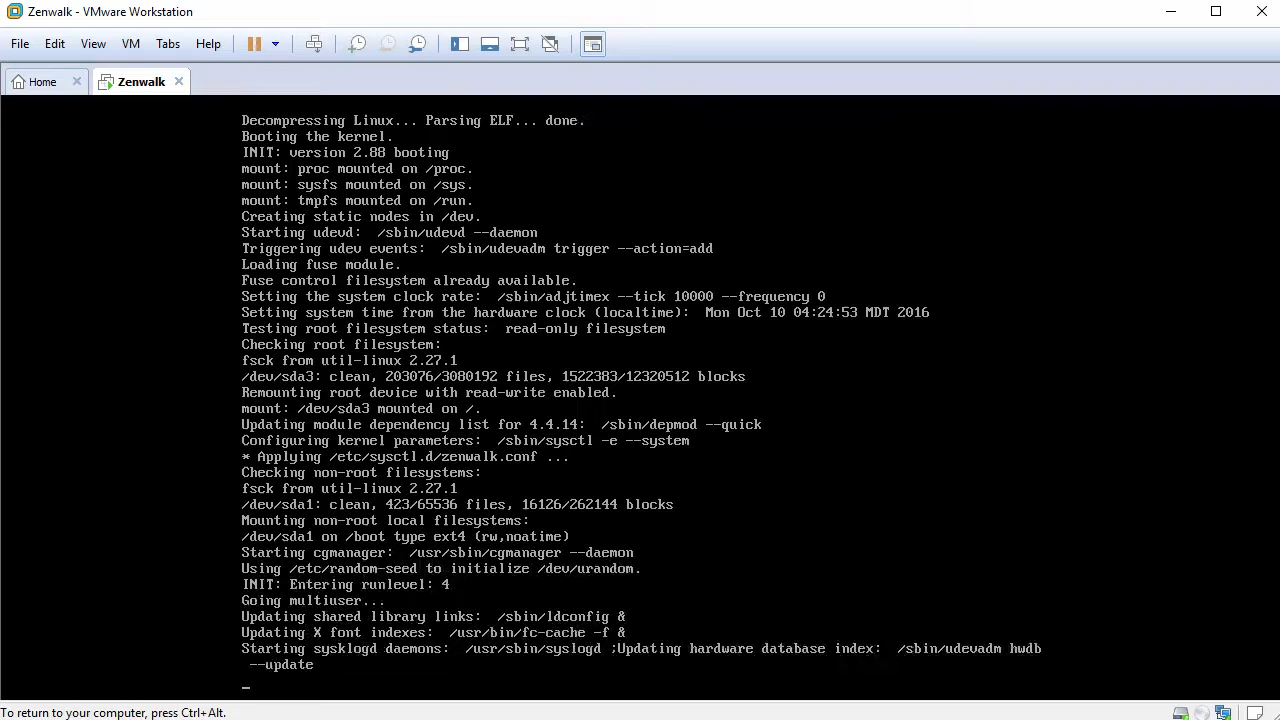 Zenwalk - VMware Workstation
File Edit View VM Tabs Help
Home Zenwalk
Decompressing Linux... Parsing ELF... done.
Booting the kernel.
INIT: version 2.88 booting
mount: proc mounted on /proc.
mount: sysfs mounted on /sys.
mount: tmpfs mounted on /run.
Creating static nodes in /dev.
Starting udevd:  /sbin/udevd --daemon
Triggering udev events:  /sbin/udevadm trigger --action=add
Loading fuse module.
Fuse control filesystem already available.
Setting the system clock rate:  /sbin/adjtimex --tick 10000 --frequency 0
Setting system time from the hardware clock (localtime):  Mon Oct 10 04:24:53 MDT 2016
Testing root filesystem status:  read-only filesystem
Checking root filesystem:
fsck from util-linux 2.27.1
/dev/sda3: clean, 203076/3080192 files, 1522383/12320512 blocks
Remounting root device with read-write enabled.
mount: /dev/sda3 mounted on /.
Updating module dependency list for 4.4.14:  /sbin/depmod --quick
Configuring kernel parameters:  /sbin/sysctl -e --system
* Applying /etc/sysctl.d/zenwalk.conf ...
Checking non-root filesystems:
fsck from util-linux 2.27.1
/dev/sda1: clean, 423/65536 files, 16126/262144 blocks
Mounting non-root local filesystems:
/dev/sda1 on /boot type ext4 (rw,noatime)
Starting cgmanager:  /usr/sbin/cgmanager --daemon
Using /etc/random-seed to initialize /dev/urandom.
INIT: Entering runlevel: 4
Going multiuser...
Updating shared library links:  /sbin/ldconfig &
Updating X font indexes:  /usr/bin/fc-cache -f &
Starting sysklogd daemons:  /usr/sbin/syslogd ;Updating hardware database index:  /sbin/udevadm hwdb
 --update
To return to your computer, press Ctrl+Alt.